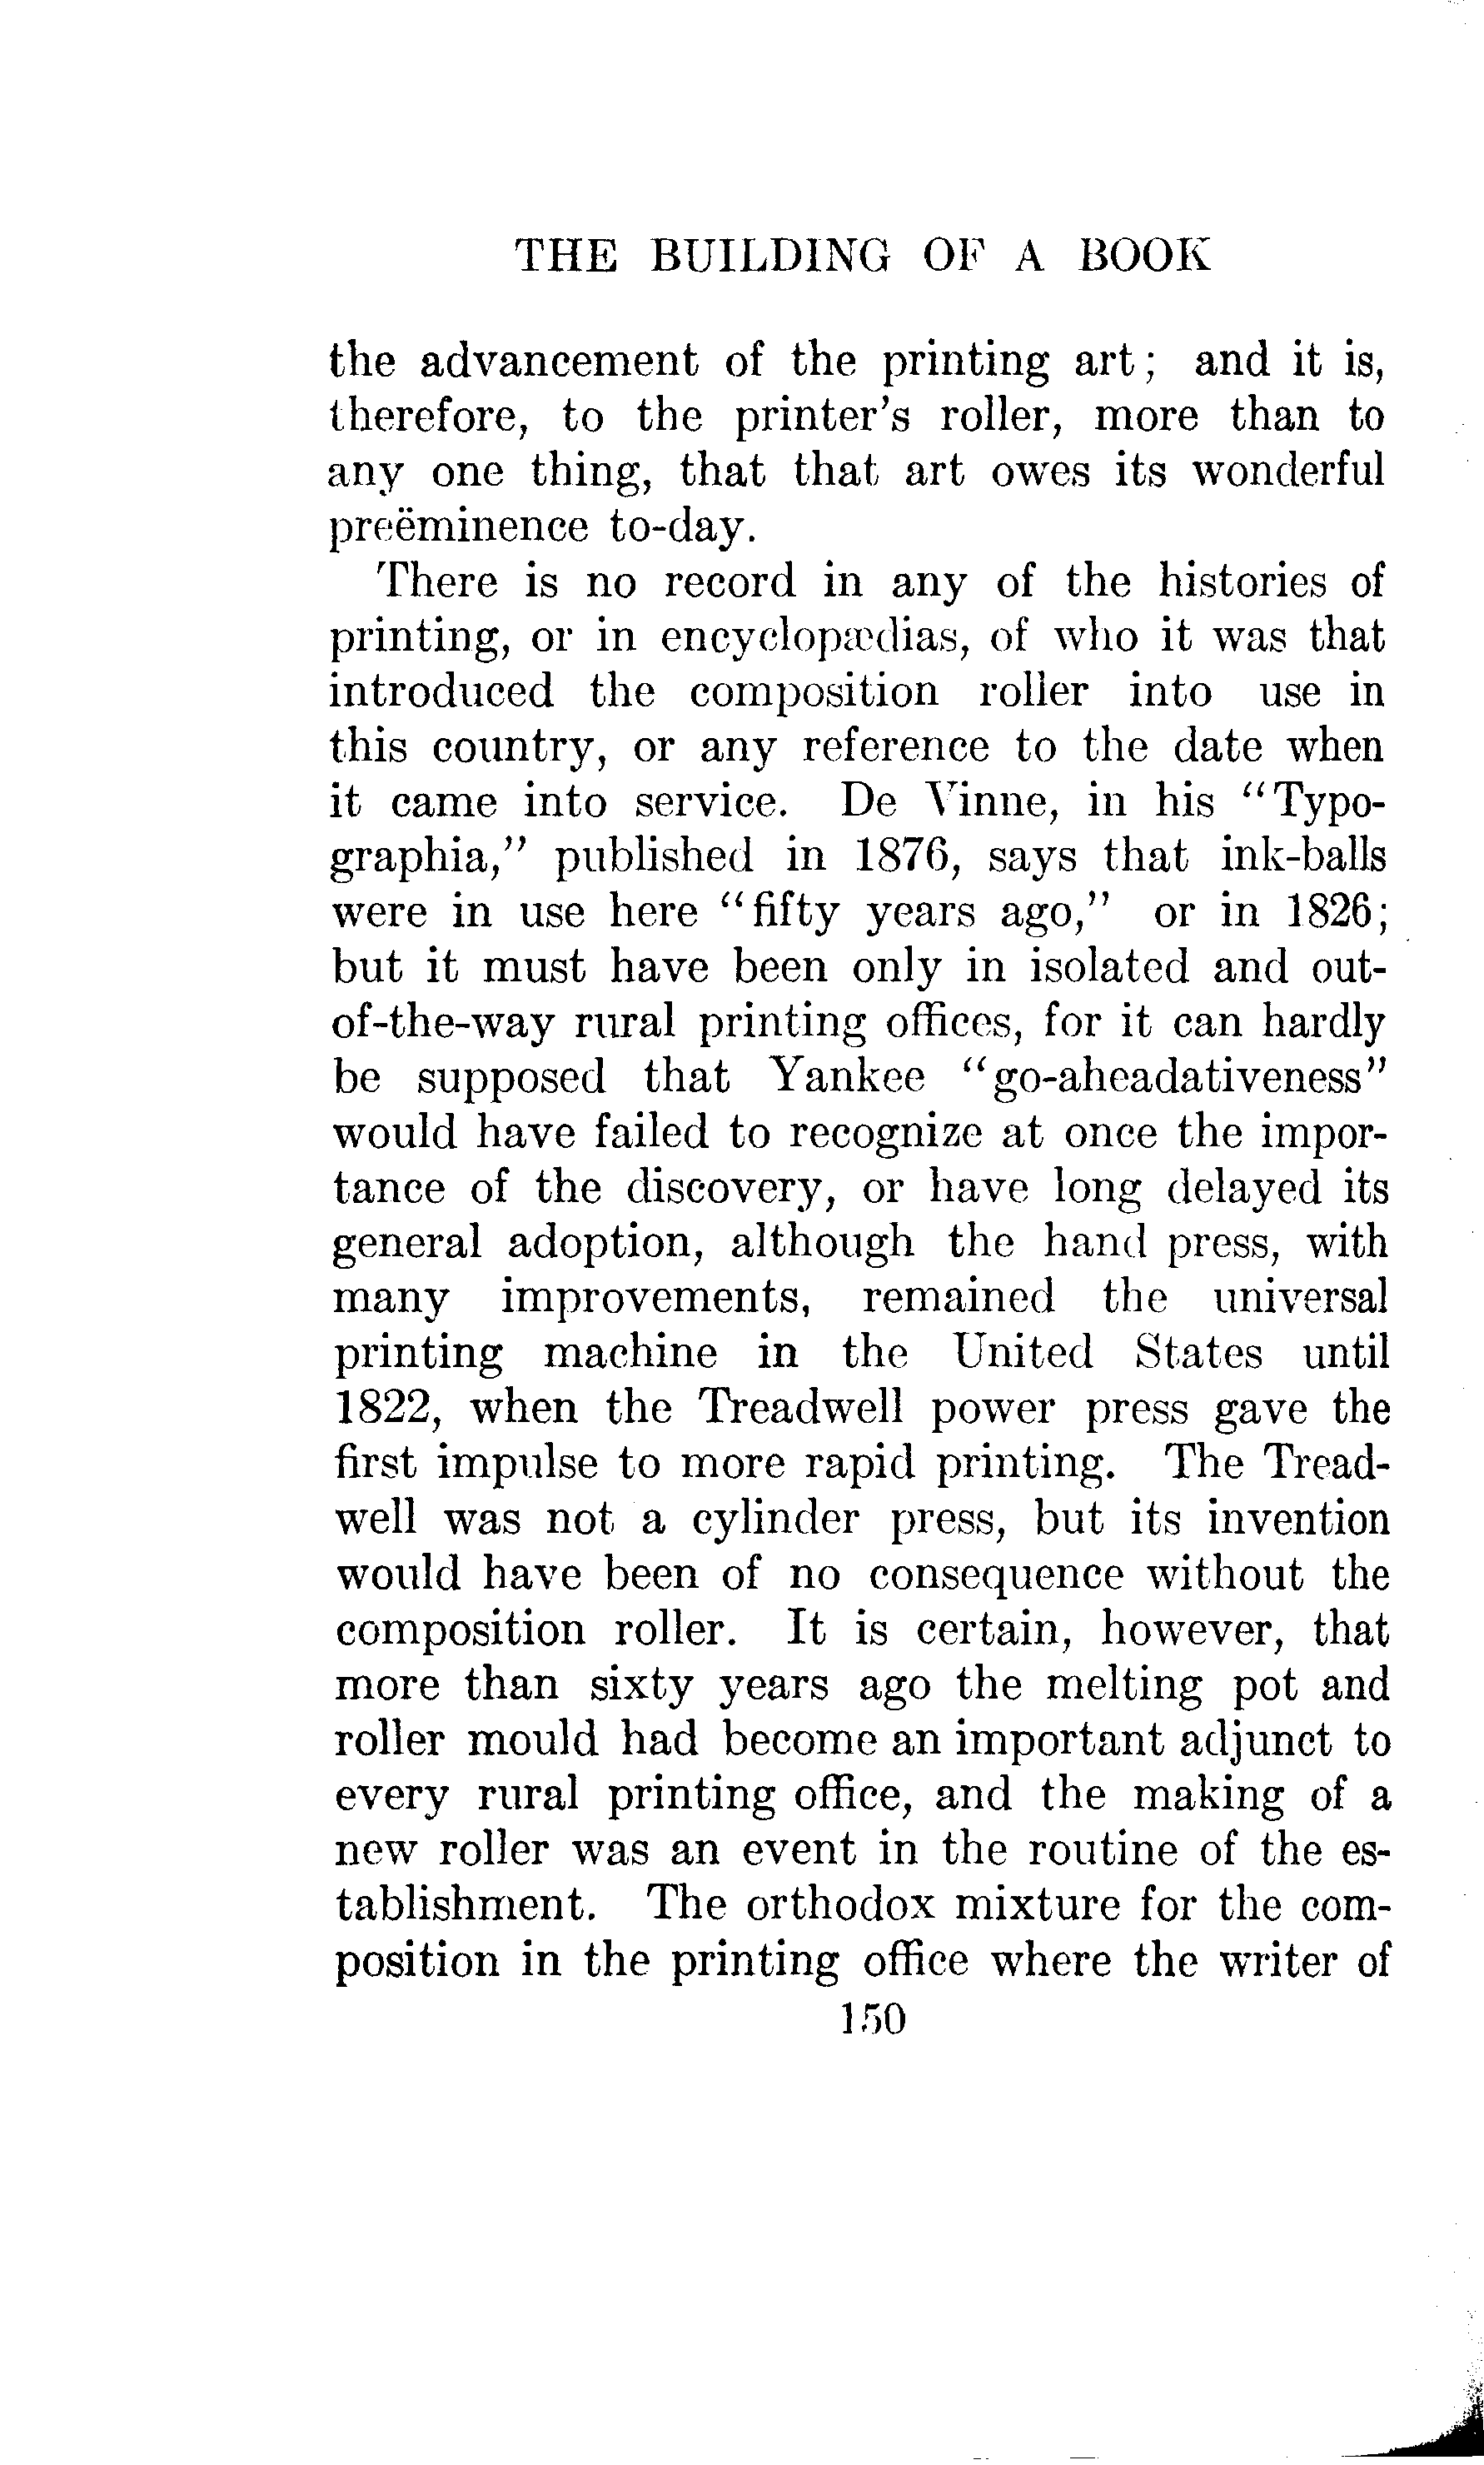 THE BUILDING OF A BOOK
the advancement of the printing art; and it is,
therefore, to the printer's roller, more than to
any one thing, that that art owes its wonderful
preëminence to-day.
There is no record in any of the histories of
printing, or in encyclopædias, of who it was that
introduced the composition roller into use in
this country, or any reference to the date when
it came into service. De Vinne, in his "Typo-
graphia," published in 1876, says that ink-balls
were in use here "fifty years ago," or in 1826;
but it must have been only in isolated and out-
of-the-way rural printing offices, for it can hardly
be supposed that Yankee "go-aheadativeness"
would have failed to recognize at once the impor-
tance of the discovery, or have long delayed its
general adoption, although the hand press, with
many improvements, remained the universal
printing machine in the United States until
1822, when the Treadwell power press gave the
first impulse to more rapid printing. The Tread-
well was not a cylinder press, but its invention
would have been of no consequence without the
composition roller. It is certain, however, that
more than sixty years ago the melting pot and
roller mould had become an important adjunct to
every rural printing office, and the making of a
new roller was an event in the routine of the es-
tablishment. The orthodox mixture for the com-
position in the printing office where the writer of
150